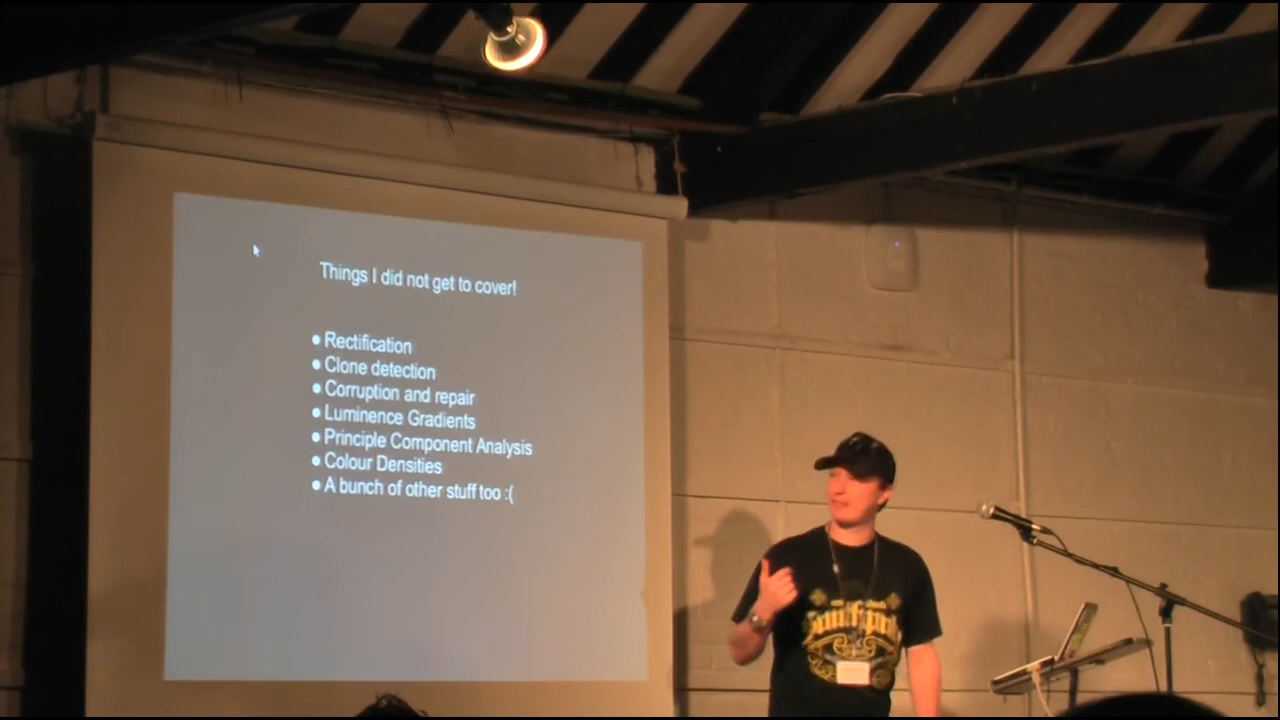 Things I did not get to cover!
• Rectification
• Clone detection
• Corruption and repair
• Luminence Gradients
• Principle Component Analysis
• Colour Densities
• A bunch of other stuff too :(